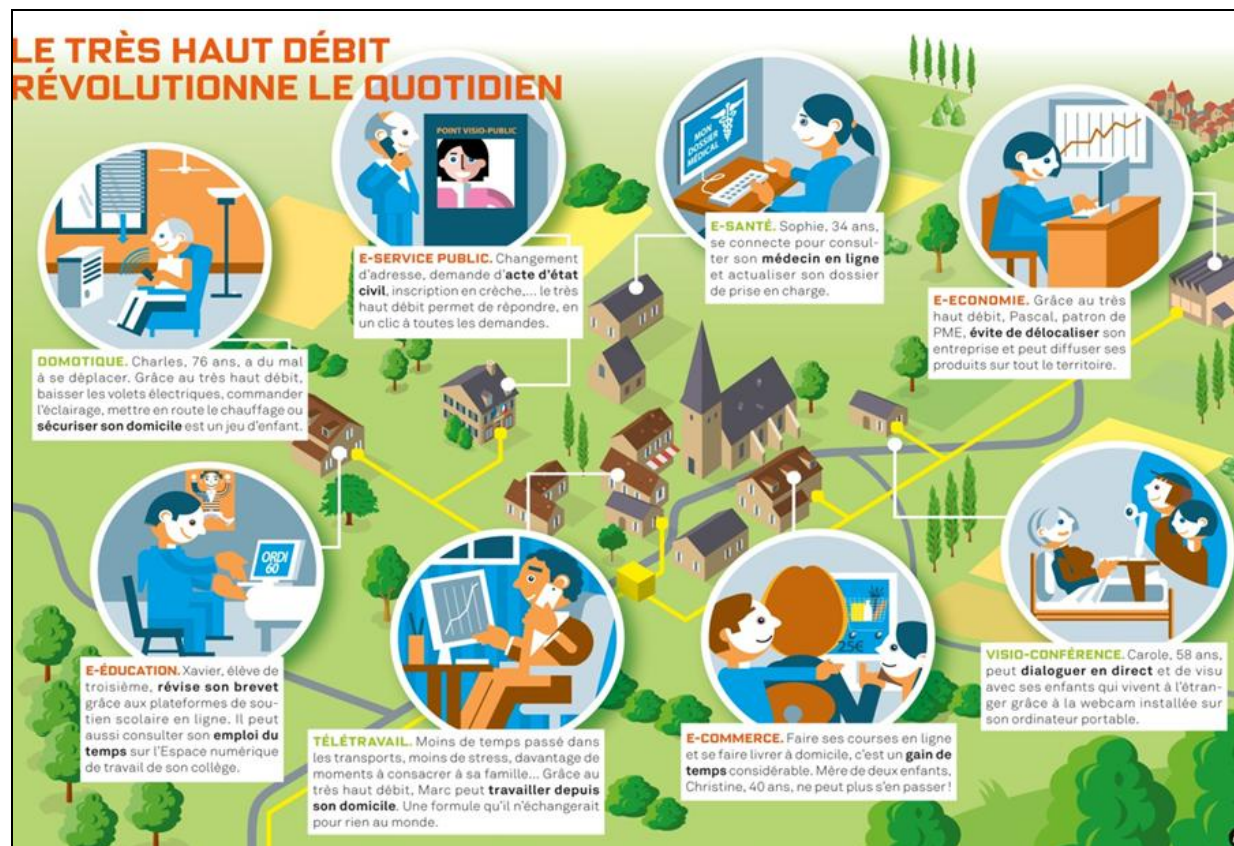 LE TRÈS HAUT DÉBIT
RÉVOLUTIONNE LE QUOTIDIEN
POINT VISIO-PUBLIC
E-SERVICE PUBLIC. Changement
d'adresse, demande d'acte d'état
civil, inscription en crèche,... le très
haut débit permet de répondre, en
un clic à toutes les demandes.
MON
DOSSIER
MÉDICAL
E-SANTÉ. Sophie, 34 ans,
se connecte pour consul-
ter son médecin en ligne
et actualiser son dossier
de prise en charge.
E-ECONOMIE. Grâce au très
haut débit, Pascal, patron de
PME, évite de délocaliser son
entreprise et peut diffuser ses
produits sur tout le territoire.
DOMOTIQUE. Charles, 76 ans, a du mal
à se déplacer. Grâce au très haut débit,
baisser les volets électriques, commander
l'éclairage, mettre en route le chauffage ou
sécuriser son domicile est un jeu d'enfant.
ORDI
60
E-ÉDUCATION. Xavier, élève de
troisième, révise son brevet
grâce aux plateformes de sou-
tien scolaire en ligne. Il peut
aussi consulter son emploi du
temps sur l'Espace numérique
de travail de son collège.
TÉLÉTRAVAIL. Moins de temps passé dans
les transports, moins de stress, davantage de
moments à consacrer à sa famille... Grâce au
très haut débit, Marc peut travailler depuis
son domicile. Une formule qu'il n'échangerait
pour rien au monde.
25€
E-COMMERCE. Faire ses courses en ligne
et se faire livrer à domicile, c'est un gain de
temps considérable. Mère de deux enfants,
Christine, 40 ans, ne peut plus s'en passer !
VISIO-CONFÉRENCE. Carole, 58 ans,
peut dialoguer en direct et de visu
avec ses enfants qui vivent à l'étran-
ger grâce à la webcam installée sur
son ordinateur portable.